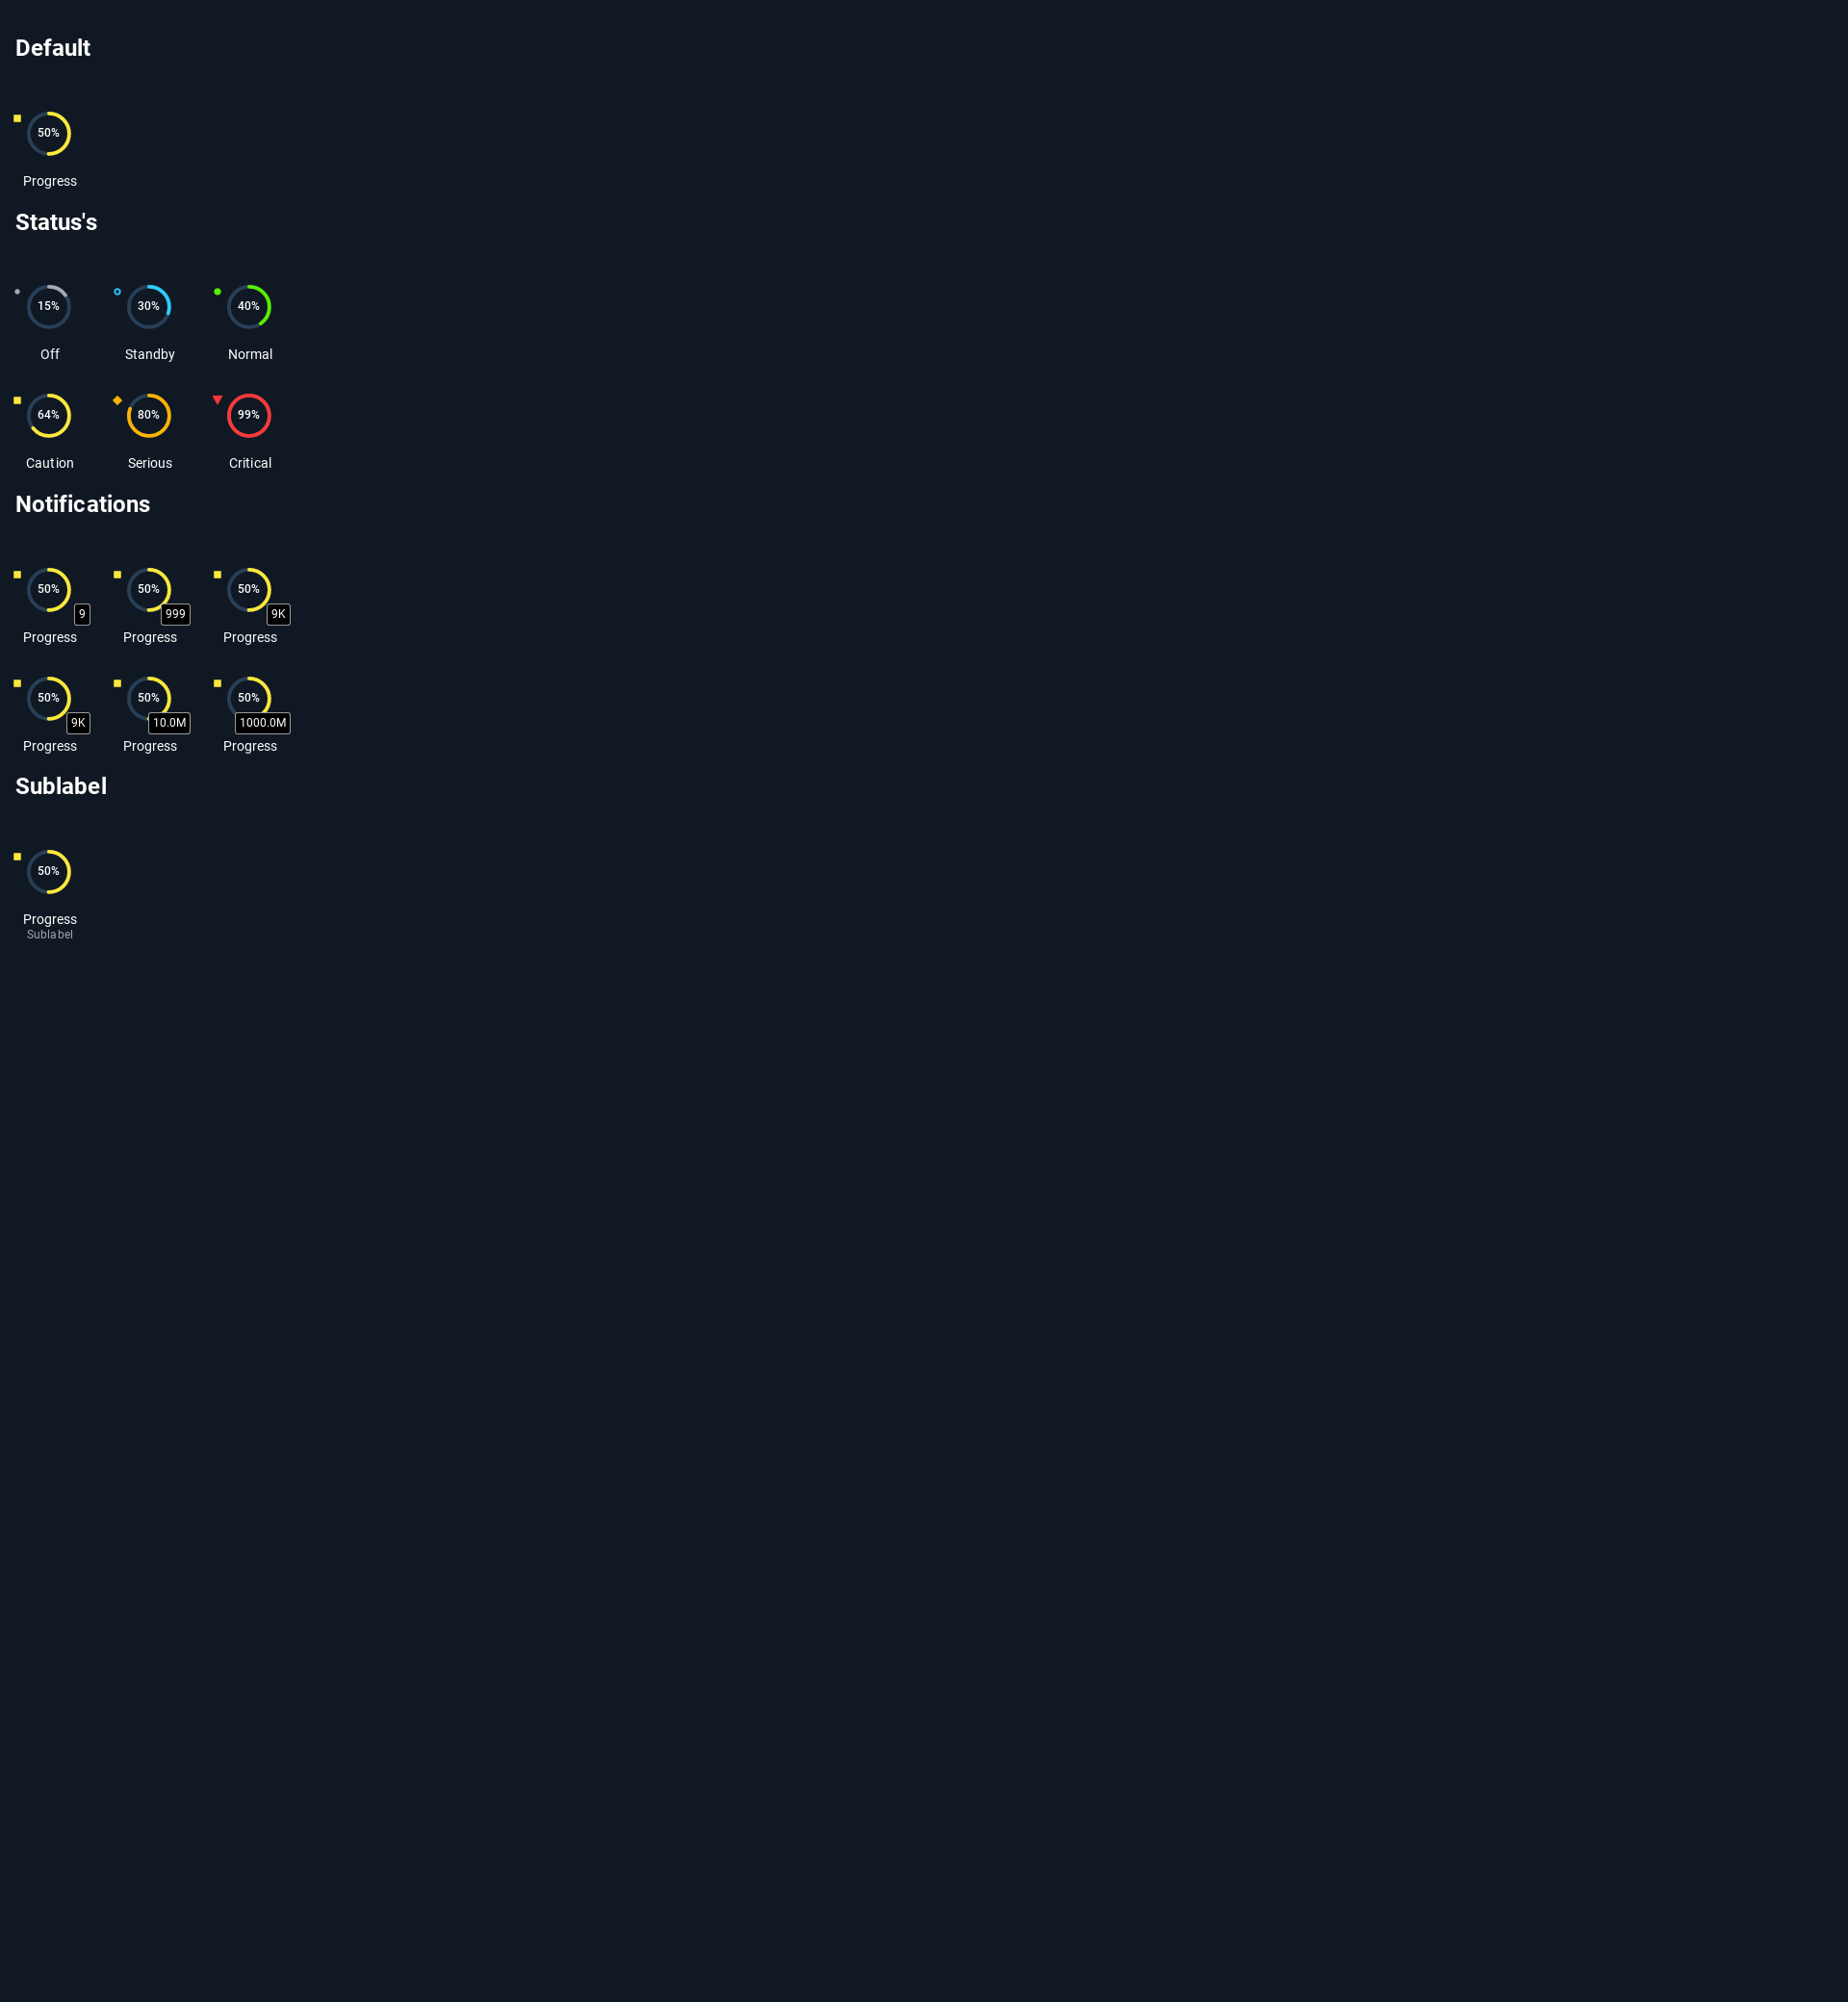 Default
50%
Progress
Status's
15% 30% 40%
Off Standby Normal
64% 80% 99%
Caution Serious Critical
Notifications
50% 50% 50%
9 999 9K
Progress Progress Progress
50% 50% 50%
9K 10.0M 1000.0M
Progress Progress Progress
Sublabel
50%
Progress
Sublabel